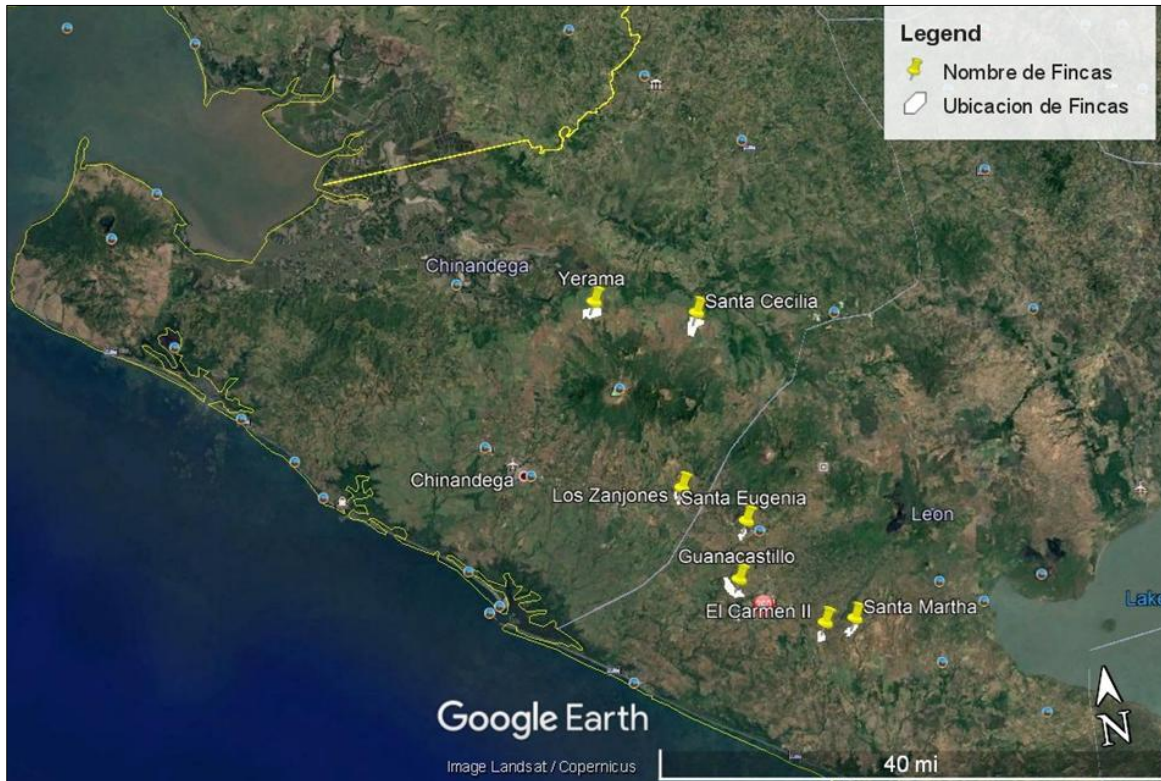 Legend
Nombre de Fincas
Ubicacion de Fincas
Chinandega
Yerama
Santa Cecilia
Chinandega
Los Zanjones
Santa Eugenia
Leon
Guanacastillo
El Carmen II
Santa Martha
Lake
N
Google Earth
Image Landsat / Copernicus
40 mi